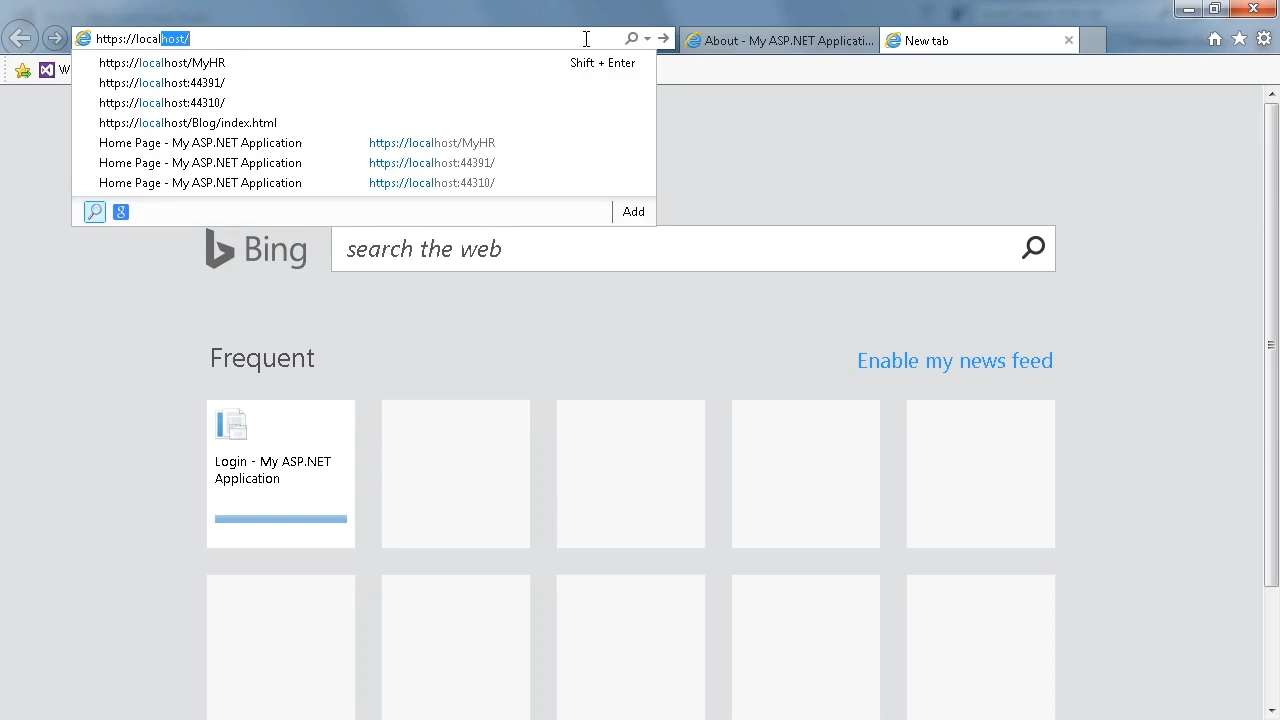 https://localhost/
About - My ASP.NET Applicati...
New tab
W
https://localhost/MyHR Shift + Enter
https://localhost:44391/
https://localhost:44310/
https://localhost/Blog/index.html
Home Page - My ASP.NET Application https://localhost/MyHR
Home Page - My ASP.NET Application https://localhost:44391/
Home Page - My ASP.NET Application https://localhost:44310/
8 Add
Bing search the web
Frequent Enable my news feed
Login - My ASP.NET
Application